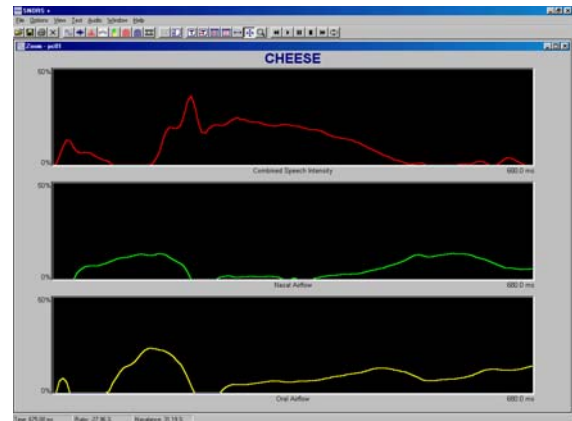 SNORS +
File Options View Text Audio Window Help
CHEESE
50%
0%
Combined Speech Intensity 680.0 ms
50%
0%
Nasal Airflow 680.0 ms
50%
0%
Oral Airflow 680.0 ms